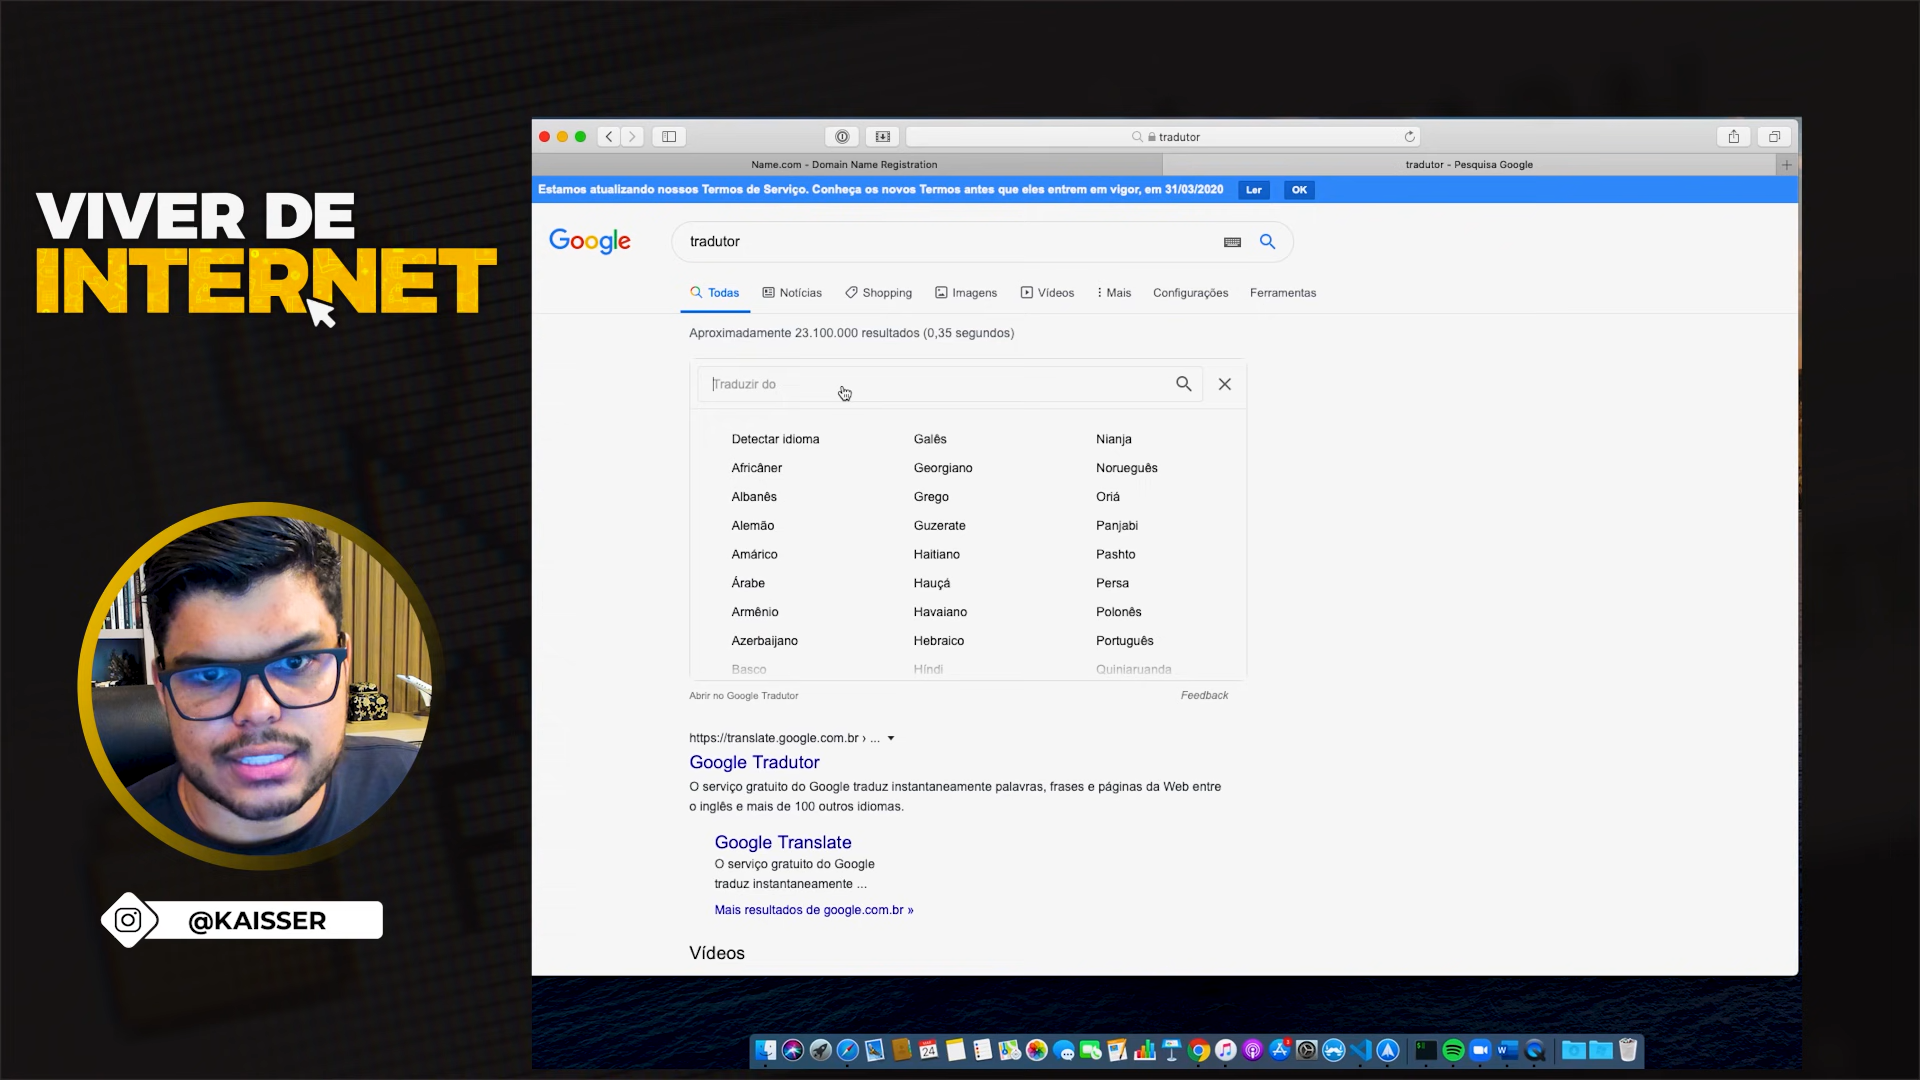 VIVER DE
INTERNET
@KAISSER
tradutor
Name.com - Domain Name Registration
tradutor - Pesquisa Google
Estamos atualizando nossos Termos de Serviço. Conheça os novos Termos antes que eles entrem em vigor, em 31/03/2020
Ler
OK
Google
tradutor
Todas
Notícias
Shopping
Imagens
Vídeos
Mais
Configurações
Ferramentas
Aproximadamente 23.100.000 resultados (0,35 segundos)
Traduzir do
Detectar idioma
Africâner
Albanês
Alemão
Amárico
Árabe
Armênio
Azerbaijano
Basco
Galês
Georgiano
Grego
Guzerate
Haitiano
Hauçá
Havaiano
Hebraico
Híndi
Nianja
Norueguês
Oriá
Panjabi
Pashto
Persa
Polonês
Português
Quiniaruanda
Abrir no Google Tradutor
Feedback
https://translate.google.com.br › ...
Google Tradutor
O serviço gratuito do Google traduz instantaneamente palavras, frases e páginas da Web entre
o inglês e mais de 100 outros idiomas.
Google Translate
O serviço gratuito do Google
traduz instantaneamente ...
Mais resultados de google.com.br »
Vídeos
24